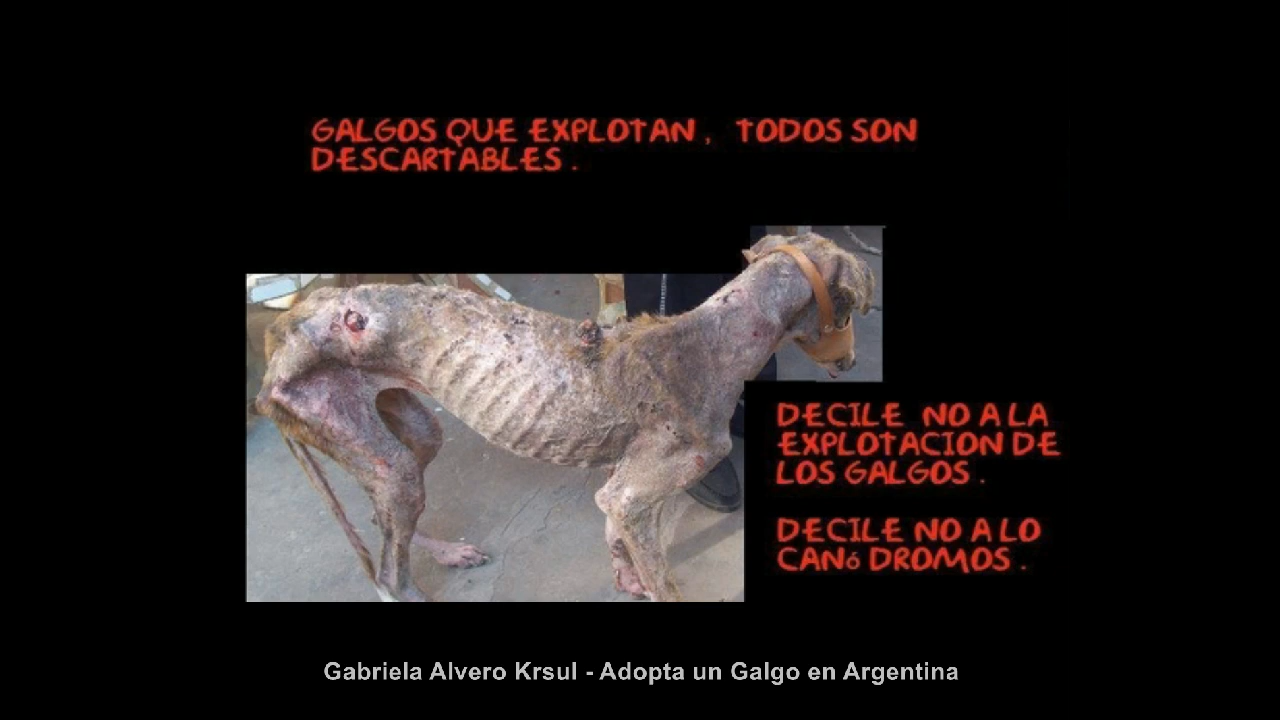 GALGOS QUE EXPLOTAN , TODOS SON
DESCARTABLES .
DECILE NO A LA
EXPLOTACION DE
LOS GALGOS .
DECILE NO A LO
CANó DROMOS .
Gabriela Alvero Krsul - Adopta un Galgo en Argentina